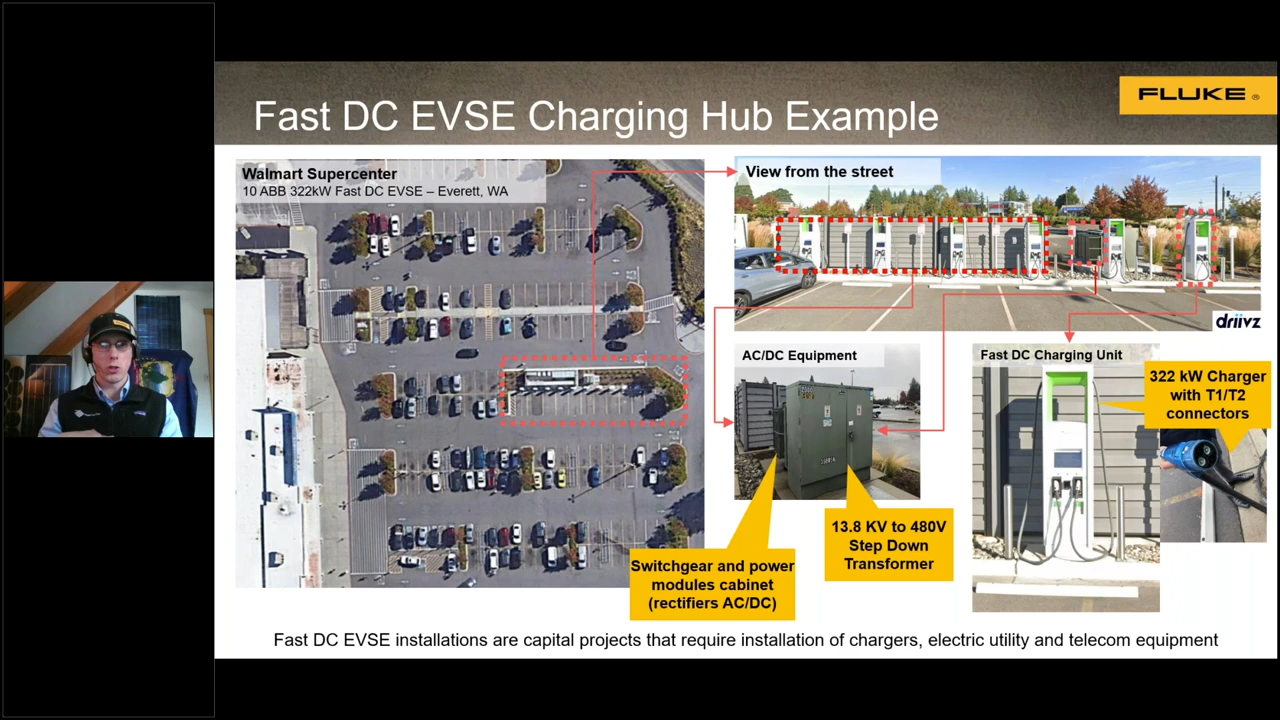 Fast DC EVSE Charging Hub Example
FLUKE ®
Walmart Supercenter
10 ABB 322kW Fast DC EVSE – Everett, WA
View from the street
driivz
AC/DC Equipment
Fast DC Charging Unit
322 kW Charger
with T1/T2
connectors
13.8 KV to 480V
Step Down
Transformer
Switchgear and power
modules cabinet
(rectifiers AC/DC)
Fast DC EVSE installations are capital projects that require installation of chargers, electric utility and telecom equipment